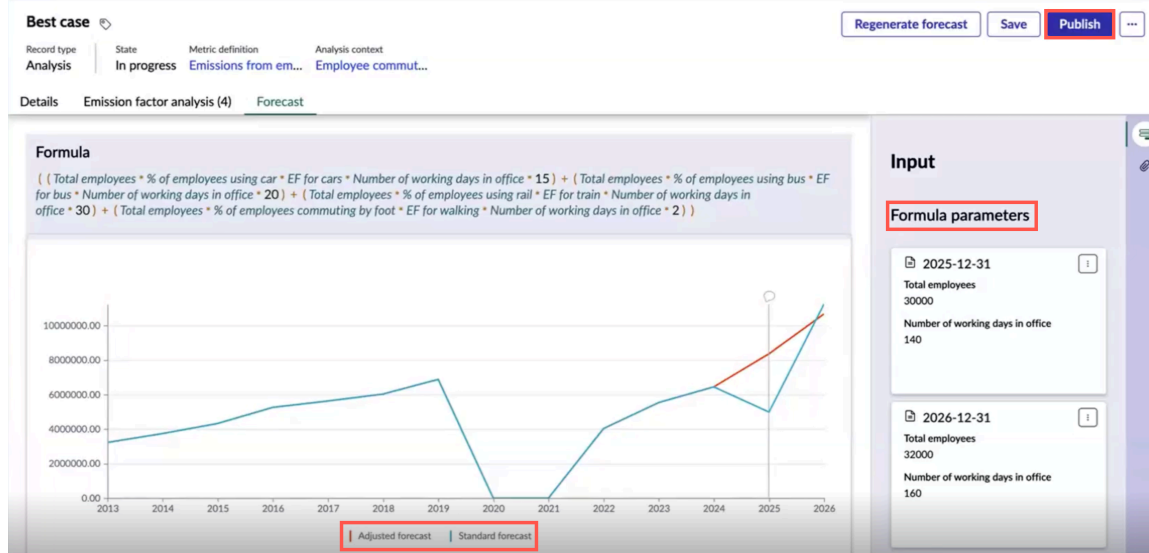 Best case
Regenerate forecast
Save
Publish
Record type
State
Metric definition
Analysis context
Analysis
In progress
Emissions from em...
Employee commut...
Details
Emission factor analysis (4)
Forecast
Formula
( ( Total employees * % of employees using car * EF for cars * Number of working days in office * 15 ) + ( Total employees * % of employees using bus * EF
for bus * Number of working days in office * 20 ) + ( Total employees * % of employees using rail * EF for train * Number of working days in
office * 30 ) + ( Total employees * % of employees commuting by foot * EF for walking * Number of working days in office * 2 ) )
10000000.00
8000000.00
6000000.00
4000000.00
2000000.00
0.00
2013 2014 2015 2016 2017 2018 2019 2020 2021 2022 2023 2024 2025 2026
Adjusted forecast
Standard forecast
Input
Formula parameters
2025-12-31
Total employees
30000
Number of working days in office
140
2026-12-31
Total employees
32000
Number of working days in office
160